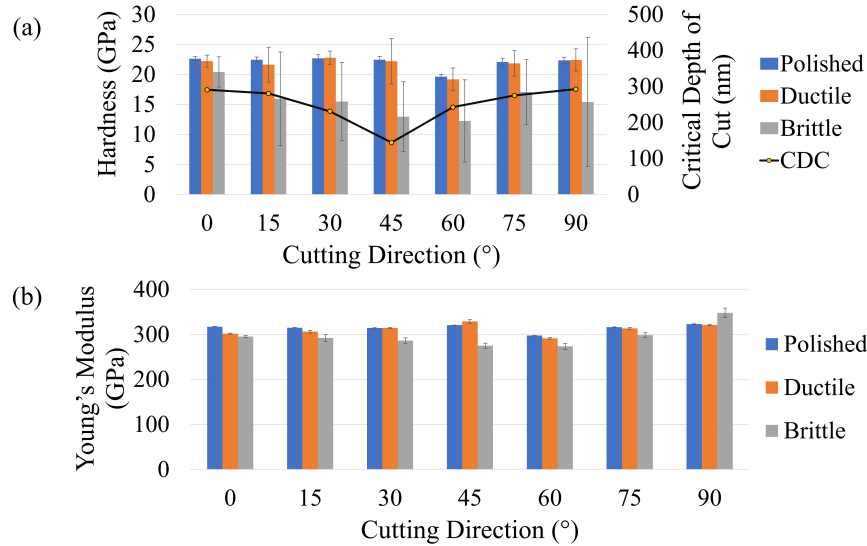 (a)
Hardness (GPa)
30
25
20
15
10
5
0
0 15 30 45 60 75 90
Cutting Direction (°)
500
400
300
200
100
0
Critical Depth of
Cut (nm)
Polished
Ductile
Brittle
CDC
(b)
Young’s Modulus
(GPa)
400
300
200
100
0
0 15 30 45 60 75 90
Cutting Direction (°)
Polished
Ductile
Brittle